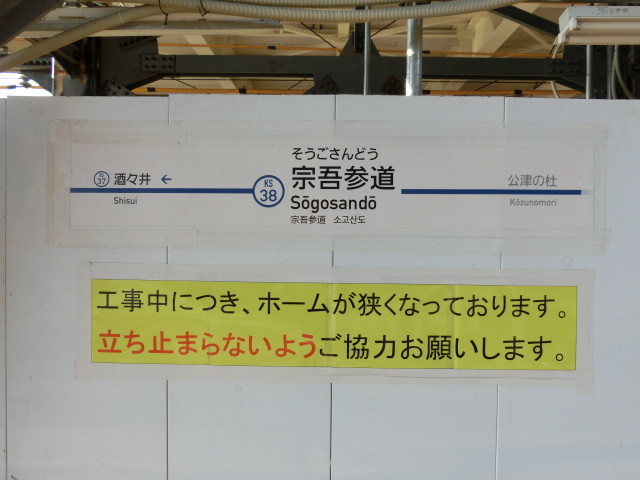 そうごさんどう
KS
37
酒々井 ←
Shisui
KS
38
宗吾参道
Sōgosandō
宗吾参道 소고산도
公津の杜
Kōzunomori
工事中につき、ホームが狭くなっております。
立ち止まらないようご協力お願いします。